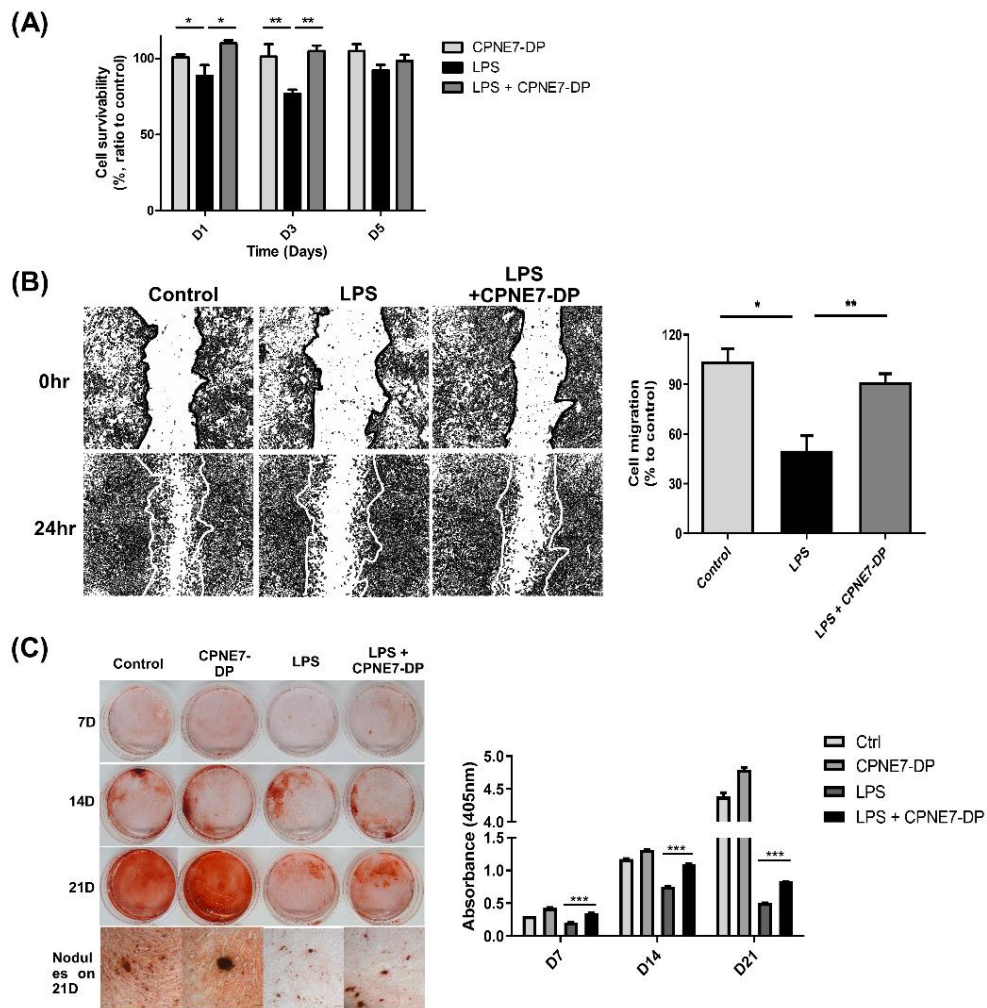 (A)
* * ** **
100
50
0
Cell survivability
(%, ratio to control)
D1 D3 D5
Time (Days)
CPNE7-DP
LPS
LPS + CPNE7-DP
(B)
Control LPS LPS
+CPNE7-DP
0hr
24hr
* **
120
90
60
30
0
Cell migration
(% to control)
Control LPS LPS + CPNE7-DP
(C)
Control CPNE7-
DP LPS LPS +
CPNE7-DP
7D
14D
21D
Nodul
es on
21D
Ctrl
CPNE7-DP
LPS
LPS + CPNE7-DP
5.0
4.5
4.0
1.5
1.0
0.5
0.0
Absorbance (405nm)
*** *** ***
D7 D14 D21